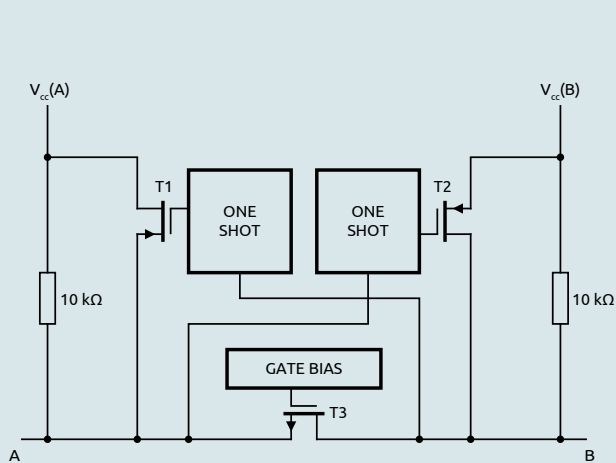 Vcc(A)
Vcc(B)
T1
T2
ONE
SHOT
ONE
SHOT
10 kΩ
10 kΩ
GATE BIAS
T3
A
B